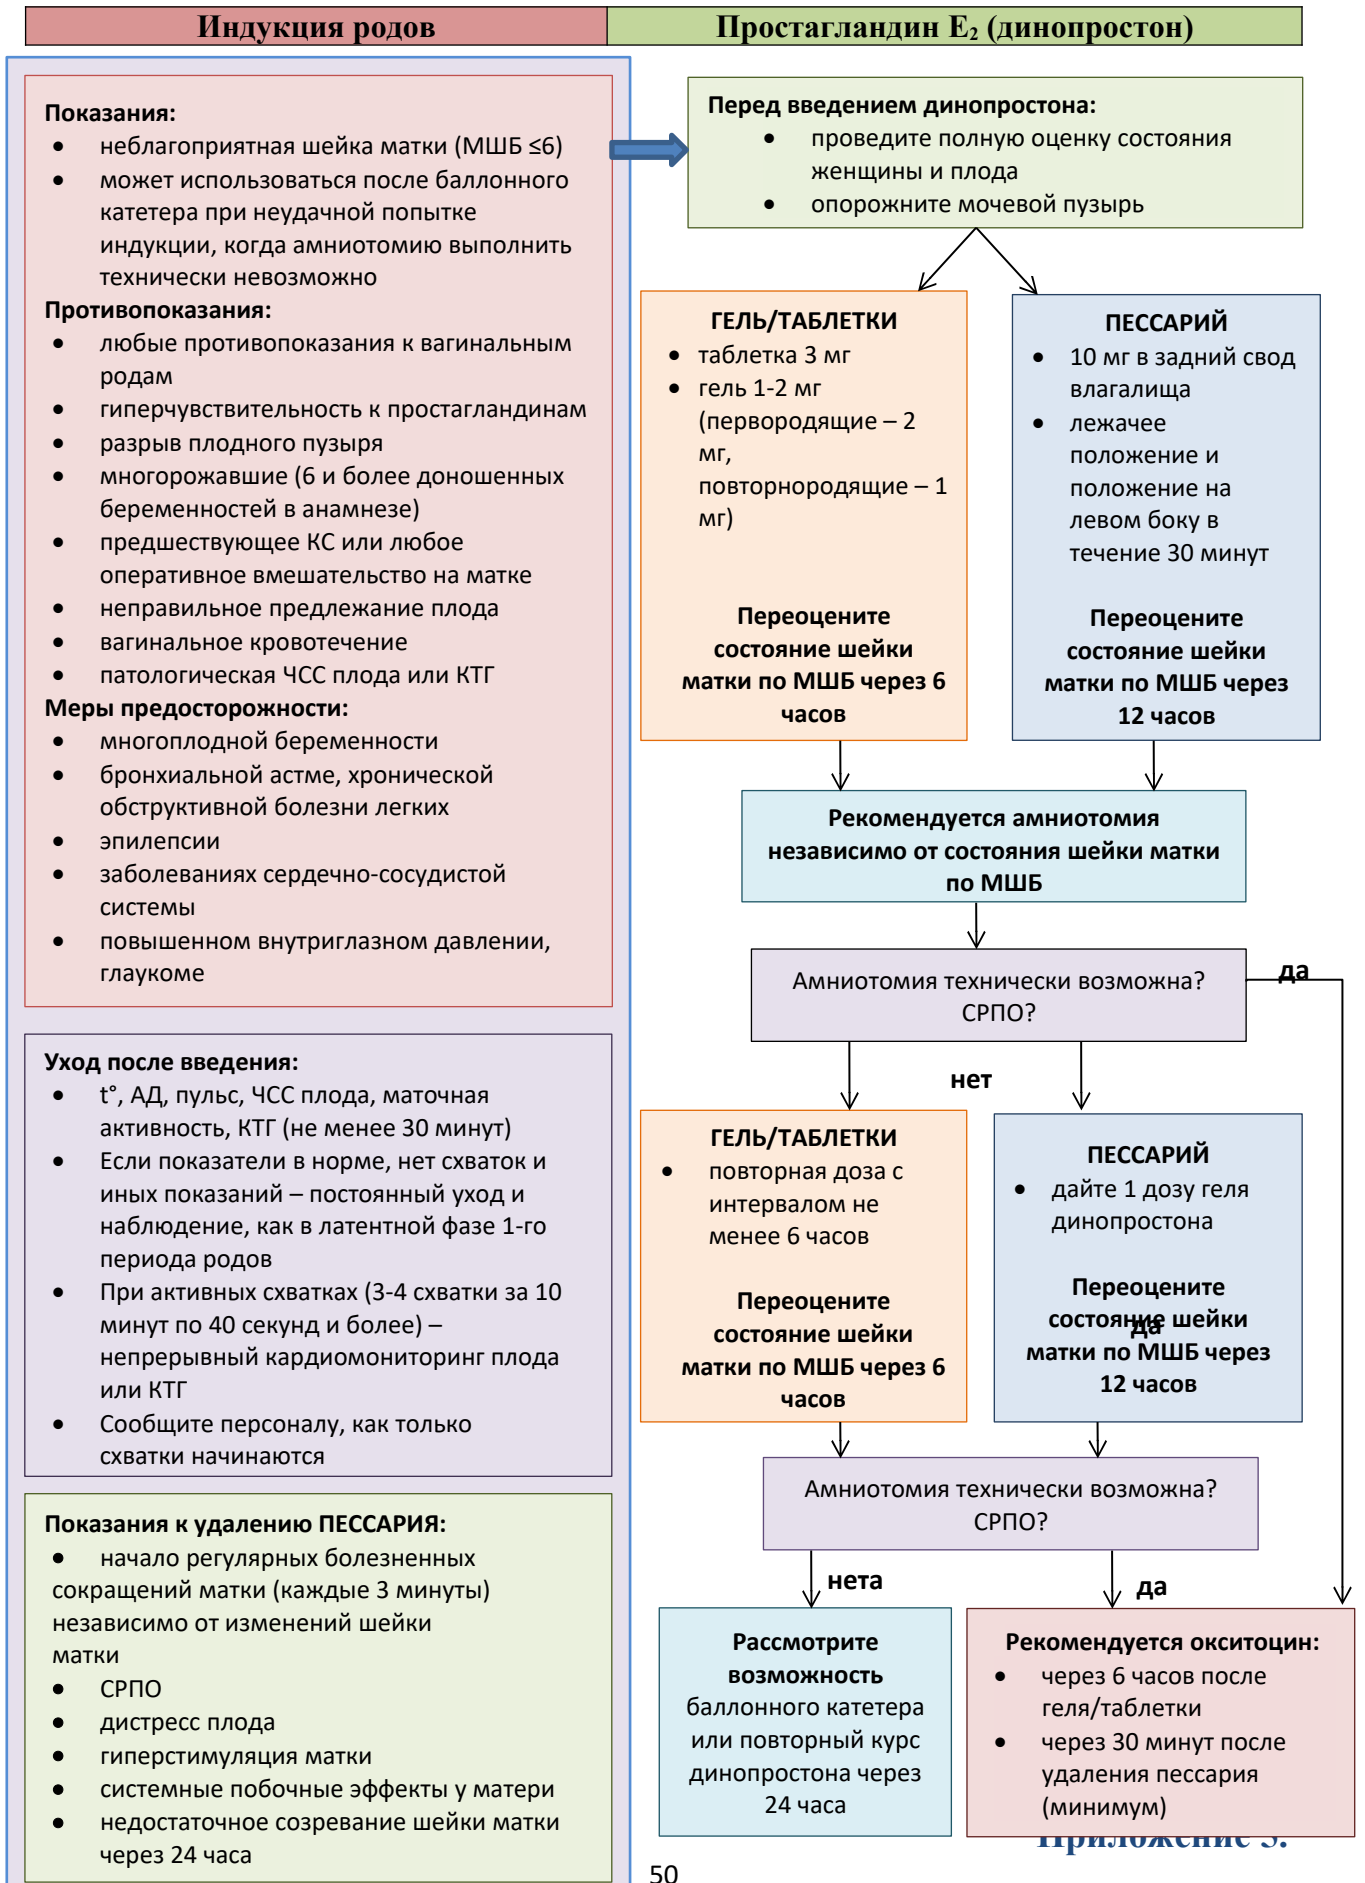 Индукция родов
Простагландин E₂ (динопростон)
Показания:
• неблагоприятная шейка матки (МШБ ≤6)
• может использоваться после баллонного
катетера при неудачной попытке
индукции, когда амниотомию выполнить
технически невозможно
Противопоказания:
• любые противопоказания к вагинальным
родам
• гиперчувствительность к простагландинам
• разрыв плодного пузыря
• многорожавшие (6 и более доношенных
беременностей в анамнезе)
• предшествующее КС или любое
оперативное вмешательство на матке
• неправильное предлежание плода
• вагинальное кровотечение
• патологическая ЧСС плода или КТГ
Меры предосторожности:
• многоплодной беременности
• бронхиальной астме, хронической
обструктивной болезни легких
• эпилепсии
• заболеваниях сердечно-сосудистой
системы
• повышенном внутриглазном давлении,
глаукоме
Уход после введения:
• t°, АД, пульс, ЧСС плода, маточная
активность, КТГ (не менее 30 минут)
• Если показатели в норме, нет схваток и
иных показаний – постоянный уход и
наблюдение, как в латентной фазе 1-го
периода родов
• При активных схватках (3-4 схватки за 10
минут по 40 секунд и более) –
непрерывный кардиомониторинг плода
или КТГ
• Сообщите персоналу, как только
схватки начинаются
Показания к удалению ПЕССАРИЯ:
• начало регулярных болезненных
сокращений матки (каждые 3 минуты)
независимо от изменений шейки
матки
• СРПО
• дистресс плода
• гиперстимуляция матки
• системные побочные эффекты у матери
• недостаточное созревание шейки матки
через 24 часа
Перед введением динопростона:
• проведите полную оценку состояния
женщины и плода
• опорожните мочевой пузырь
ГЕЛЬ/ТАБЛЕТКИ
• таблетка 3 мг
• гель 1-2 мг
(первородящие – 2
мг,
повторнородящие – 1
мг)
Переоцените
состояние шейки
матки по МШБ через 6
часов
ПЕССАРИЙ
• 10 мг в задний свод
влагалища
• лежачее
положение и
положение на
левом боку в
течение 30 минут
Переоцените
состояние шейки
матки по МШБ через
12 часов
Рекомендуется амниотомия
независимо от состояния шейки матки
по МШБ
Амниотомия технически возможна?
СРПО?
да
нет
ГЕЛЬ/ТАБЛЕТКИ
• повторная доза с
интервалом не
менее 6 часов
Переоцените
состояние шейки
матки по МШБ через 6
часов
ПЕССАРИЙ
• дайте 1 дозу геля
динопростона
Переоцените
состояние шейки
да
матки по МШБ через
12 часов
Амниотомия технически возможна?
СРПО?
нета
да
Рассмотрите
возможность
баллонного катетера
или повторный курс
динопростона через
24 часа
Рекомендуется окситоцин:
• через 6 часов после
геля/таблетки
• через 30 минут после
удаления пессария
(минимум)
Приложение
50